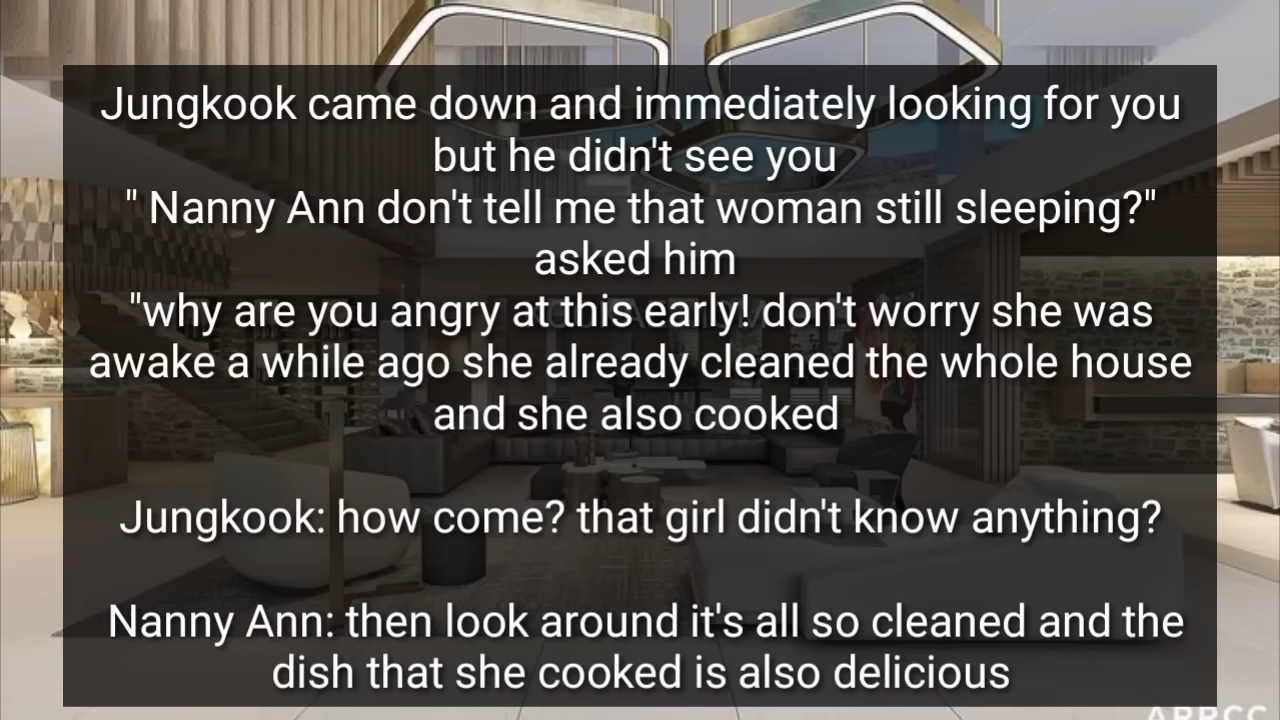 Jungkook came down and immediately looking for you
but he didn't see you
" Nanny Ann don't tell me that woman still sleeping?"
asked him
"why are you angry at this early! don't worry she was
awake a while ago she already cleaned the whole house
and she also cooked
Jungkook: how come? that girl didn't know anything?
Nanny Ann: then look around it's all so cleaned and the
dish that she cooked is also delicious